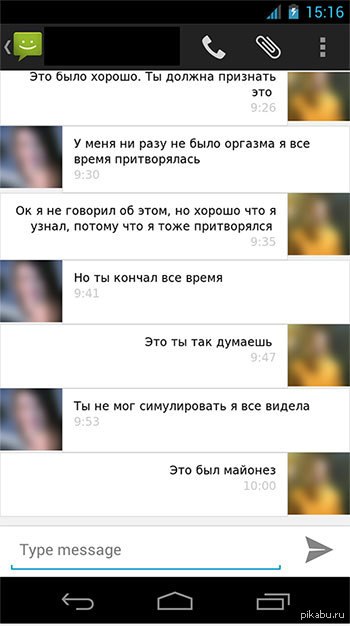 15:16
Это было хорошо. Ты должна признать
это
9:26
У меня ни разу не было оргазма я все
время притворялась
9:30
Ок я не говорил об этом, но хорошо что я
узнал, потому что я тоже притворялся
9:35
Но ты кончал все время
9:41
Это ты так думаешь
9:47
Ты не мог симулировать я все видела
9:53
Это был майонез
10:00
Type message
pikabu.ru